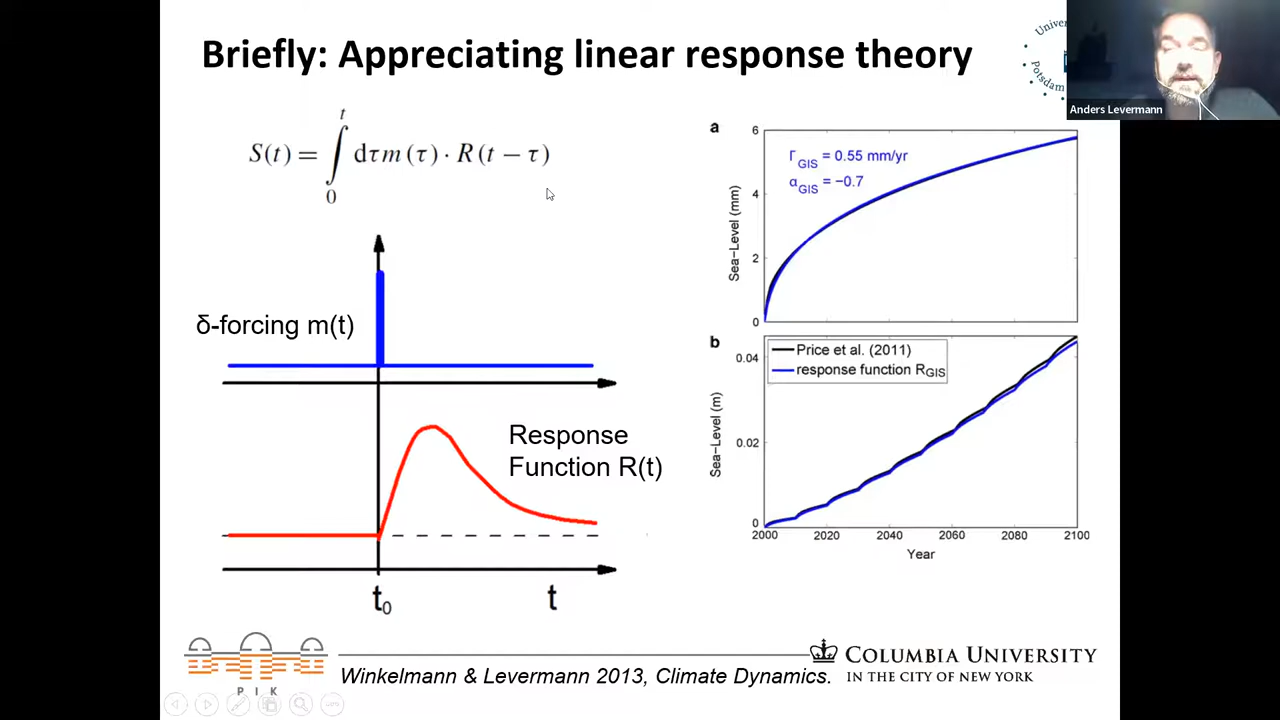 Briefly: Appreciating linear response theory
Univer
Potsdam
Anders Levermann
S(t) = ∫₀ᵗ dτ m(τ) · R(t − τ)
δ-forcing m(t)
Response
Function R(t)
t₀
t
a
6
4
2
0
Sea−Level (mm)
Γ_GIS = 0.55 mm/yr
α_GIS = −0.7
b
0.04
0.02
0
Sea−Level (m)
Price et al. (2011)
response function R_GIS
2000 2020 2040 2060 2080 2100
Year
P I K
Winkelmann & Levermann 2013, Climate Dynamics.
COLUMBIA UNIVERSITY
IN THE CITY OF NEW YORK